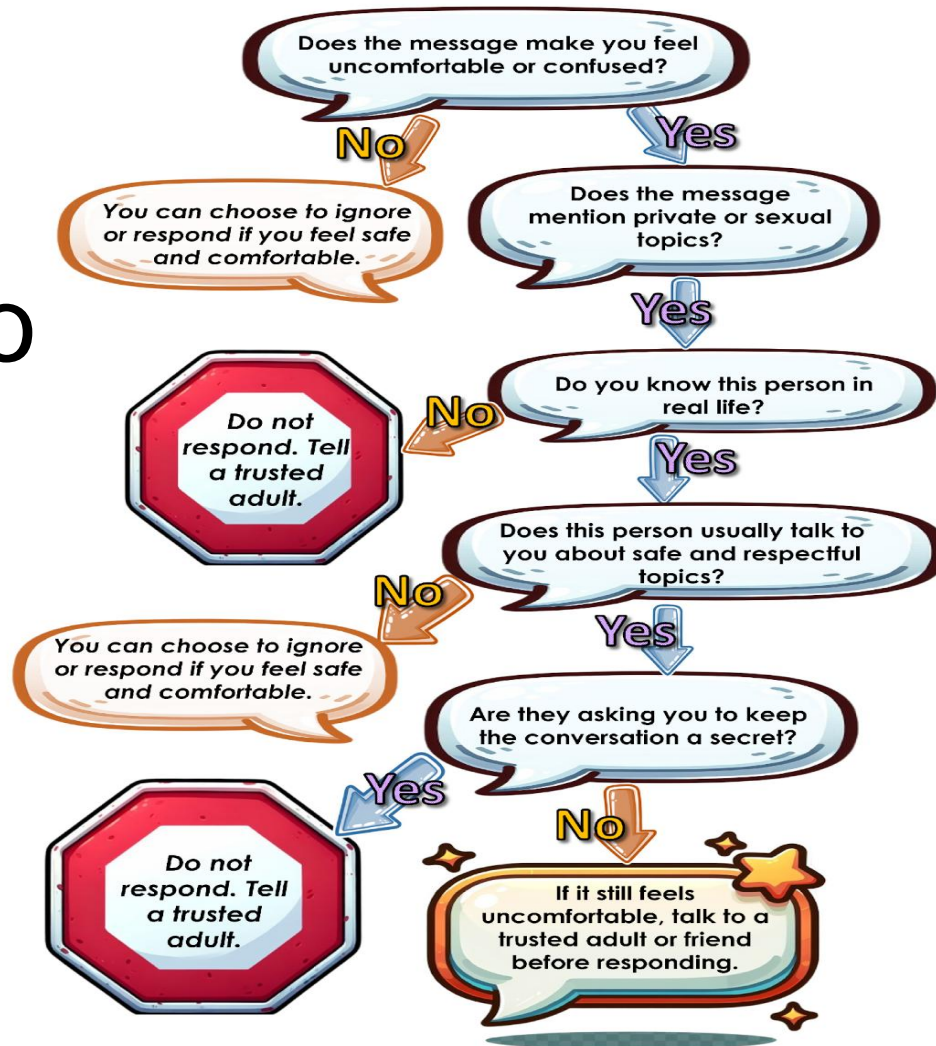 Does the message make you feel
uncomfortable or confused?
No
Yes
You can choose to ignore
or respond if you feel safe
and comfortable.
Does the message
mention private or sexual
topics?
Yes
Do you know this person in
real life?
No
Do not
respond. Tell
a trusted
adult.
Yes
Does this person usually talk to
you about safe and respectful
topics?
No
You can choose to ignore
or respond if you feel safe
and comfortable.
Yes
Are they asking you to keep
the conversation a secret?
Yes
Do not
respond. Tell
a trusted
adult.
No
If it still feels
uncomfortable, talk to a
trusted adult or friend
before responding.